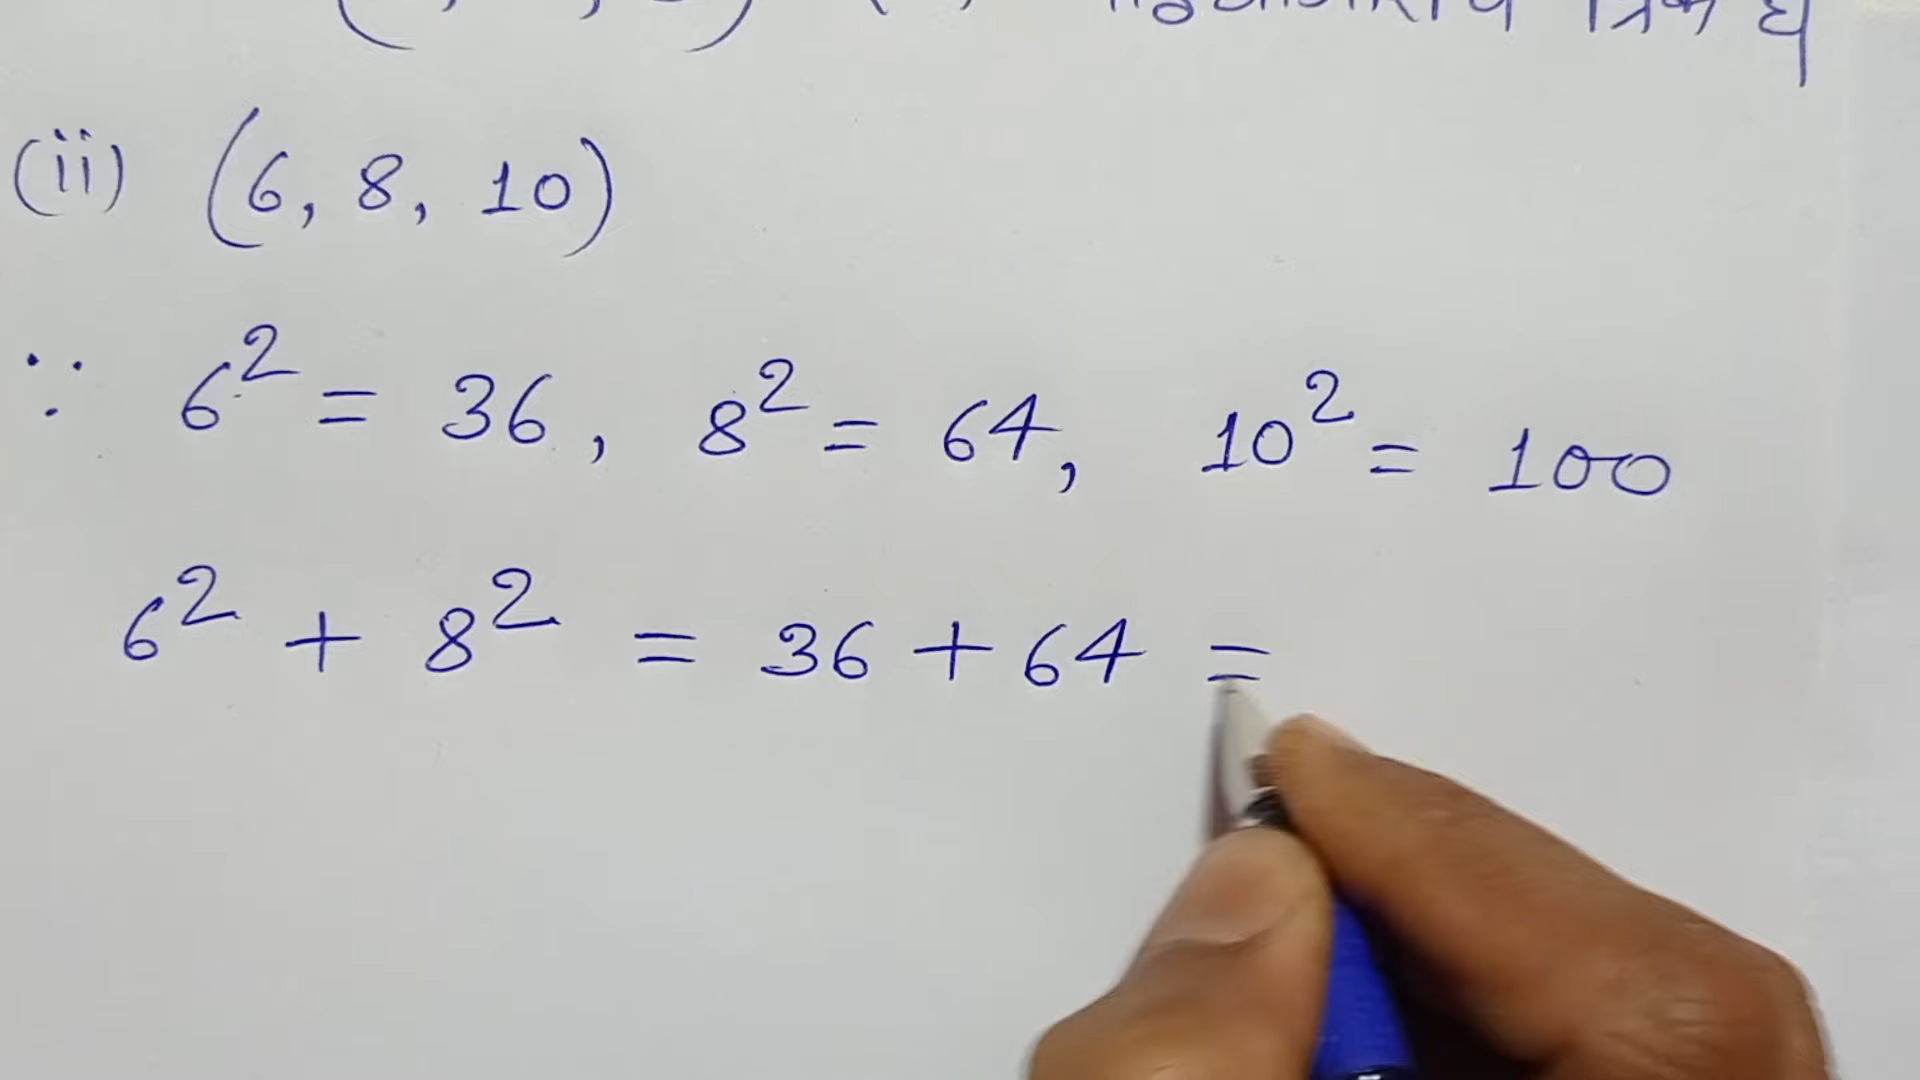 त्रिक है
(ii) (6, 8, 10)
∵ 6² = 36, 8² = 64, 10² = 100
6² + 8² = 36 + 64 =